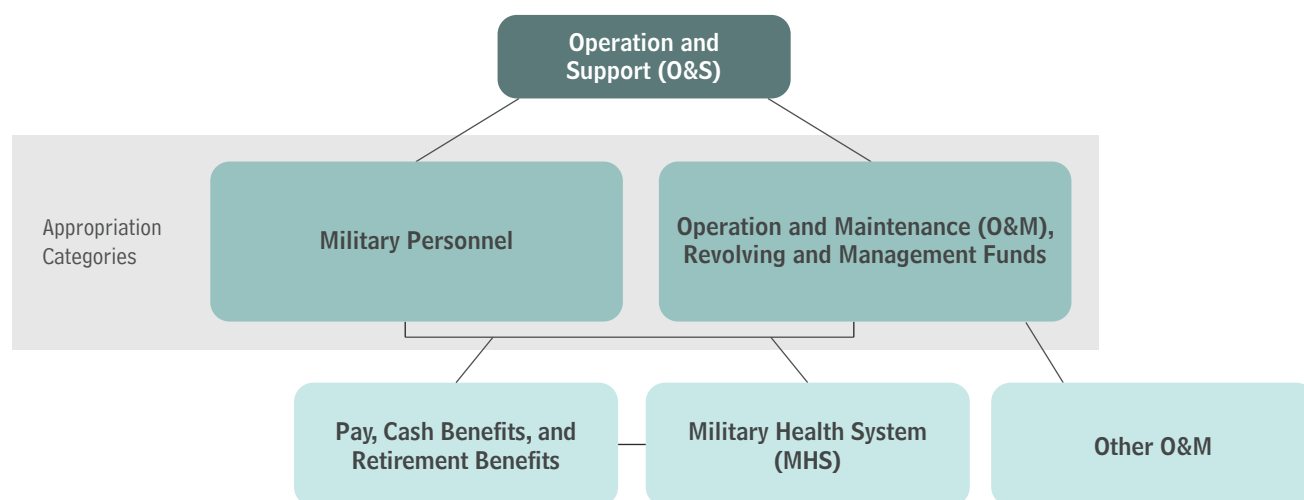 Operation and
Support (O&S)
Appropriation
Categories
Military Personnel
Operation and Maintenance (O&M),
Revolving and Management Funds
Pay, Cash Benefits, and
Retirement Benefits
Military Health System
(MHS)
Other O&M